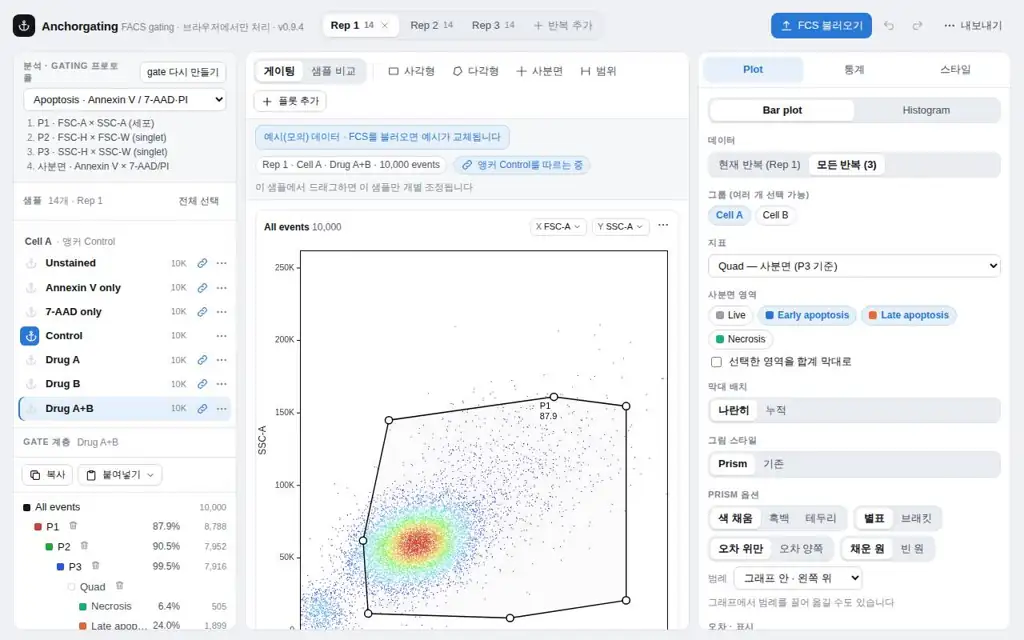 Anchorgating FACS gating · 브라우저에서만 처리 · v0.9.4
Rep 1 14 ×
Rep 2 14
Rep 3 14
+ 반복 추가
FCS 불러오기
··· 내보내기
분석 · GATING 프로토콜
gate 다시 만들기
Apoptosis · Annexin V / 7-AAD·PI
1. P1 · FSC-A × SSC-A (세포)
2. P2 · FSC-H × FSC-W (singlet)
3. P3 · SSC-H × SSC-W (singlet)
4. 사분면 · Annexin V × 7-AAD/PI
샘플 14개 · Rep 1 전체 선택
Cell A · 앵커 Control
Unstained 10K ···
Annexin V only 10K ···
7-AAD only 10K ···
Control 10K ···
Drug A 10K ···
Drug B 10K ···
Drug A+B 10K ···
GATE 계층 Drug A+B
복사 붙여넣기
All events 10,000
P1 87.9% 8,788
P2 90.5% 7,952
P3 99.5% 7,916
Quad
Necrosis 6.4% 505
Late apop... 24.0% 1,899
게이팅 샘플 비교
사각형 다각형 사분면 범위
+ 플롯 추가
예시(모의) 데이터 · FCS를 불러오면 예시가 교체됩니다
Rep 1 · Cell A · Drug A+B · 10,000 events
앵커 Control를 따르는 중
이 샘플에서 드래그하면 이 샘플만 개별 조정됩니다
All events 10,000
X FSC-A
Y SSC-A
···
250K
200K
150K
100K
50K
0
SSC-A
P1
87.9
Plot 통계 스타일
Bar plot Histogram
데이터
현재 반복 (Rep 1) 모든 반복 (3)
그룹 (여러 개 선택 가능)
Cell A Cell B
지표
Quad — 사분면 (P3 기준)
사분면 영역
Live Early apoptosis Late apoptosis
Necrosis
선택한 영역을 합계 막대로
막대 배치
나란히 누적
그림 스타일
Prism 기존
PRISM 옵션
색 채움 흑백 테두리 별표 브래킷
오차 위만 오차 양쪽 채운 원 빈 원
범례 그래프 안 · 왼쪽 위
그래프에서 범례를 끌어 옮길 수도 있습니다
오차 · 표시